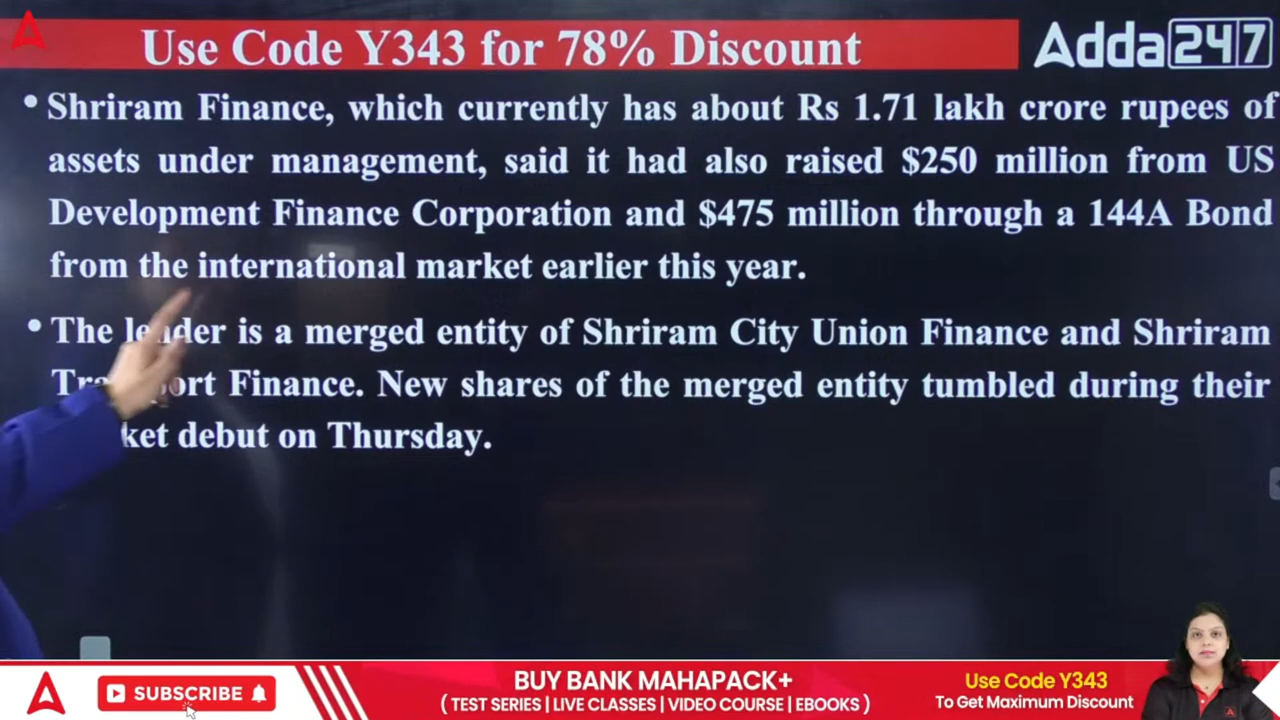 Use Code Y343 for 78% Discount
Adda247
• Shriram Finance, which currently has about Rs 1.71 lakh crore rupees of
assets under management, said it had also raised $250 million from US
Development Finance Corporation and $475 million through a 144A Bond
from the international market earlier this year.
• The is a merged entity of Shriram City Union Finance and Shriram
Finance. New shares of the merged entity tumbled during their
debut on Thursday.
SUBSCRIBE
BUY BANK MAHAPACK+
( TEST SERIES | LIVE CLASSES | VIDEO COURSE | EBOOKS )
Use Code Y343
To Get Maximum Discount